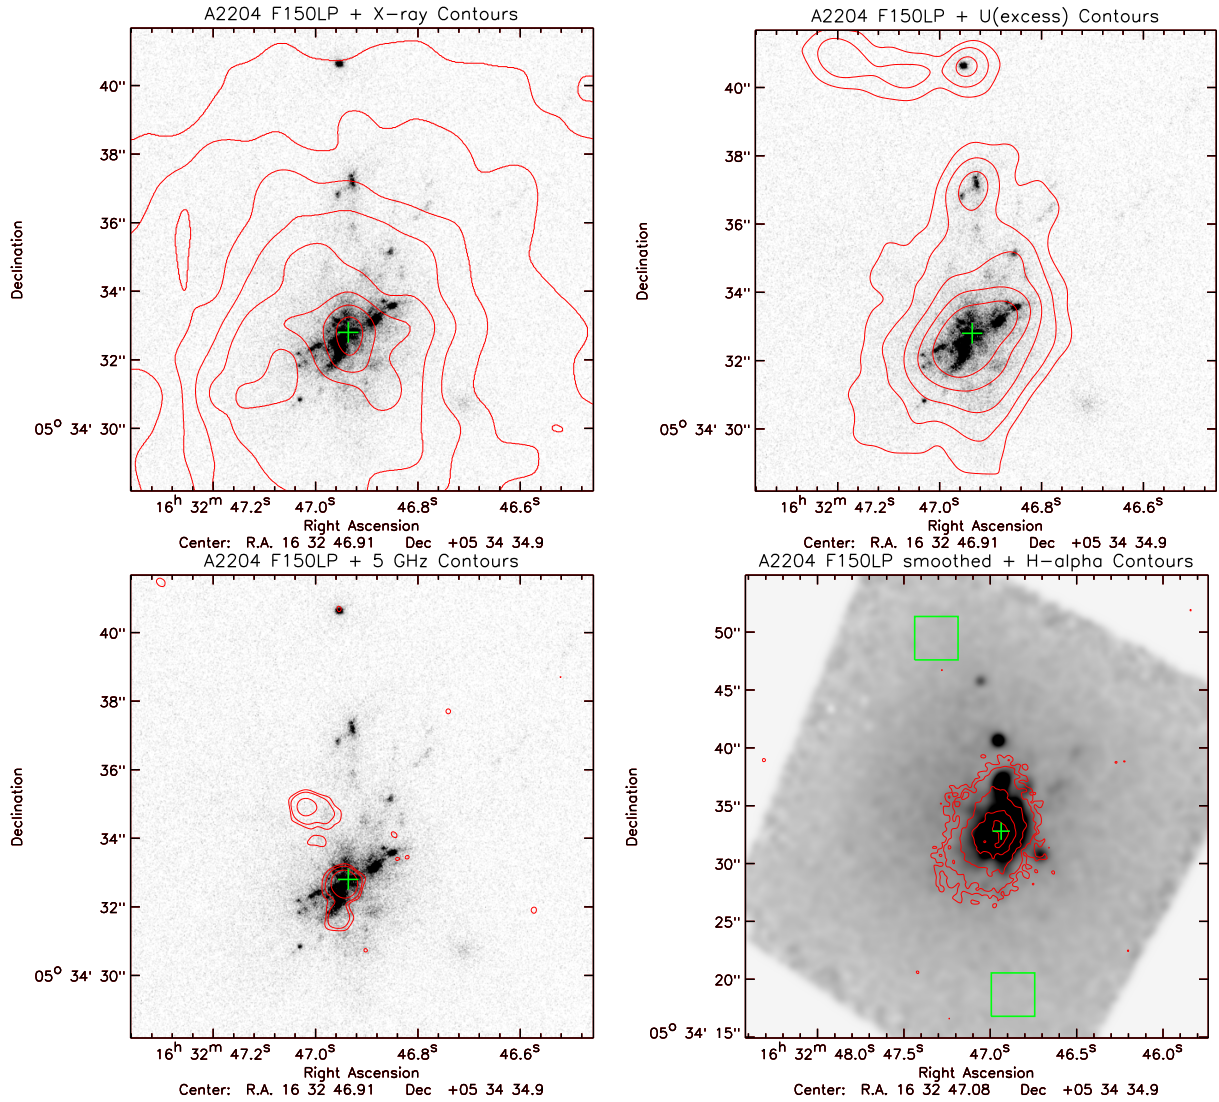 A2204 F150LP + X-ray Contours
40''
38''
36''
34''
32''
05° 34' 30''
Declination
16h 32m 47.2s 47.0s 46.8s 46.6s
Right Ascension
Center: R.A. 16 32 46.91 Dec +05 34 34.9
A2204 F150LP + U(excess) Contours
40''
38''
36''
34''
32''
05° 34' 30''
Declination
16h 32m 47.2s 47.0s 46.8s 46.6s
Right Ascension
Center: R.A. 16 32 46.91 Dec +05 34 34.9
A2204 F150LP + 5 GHz Contours
40''
38''
36''
34''
32''
05° 34' 30''
Declination
16h 32m 47.2s 47.0s 46.8s 46.6s
Right Ascension
Center: R.A. 16 32 46.91 Dec +05 34 34.9
A2204 F150LP smoothed + H-alpha Contours
50''
45''
40''
35''
30''
25''
20''
05° 34' 15''
Declination
16h 32m 48.0s 47.5s 47.0s 46.5s 46.0s
Right Ascension
Center: R.A. 16 32 47.08 Dec +05 34 34.9